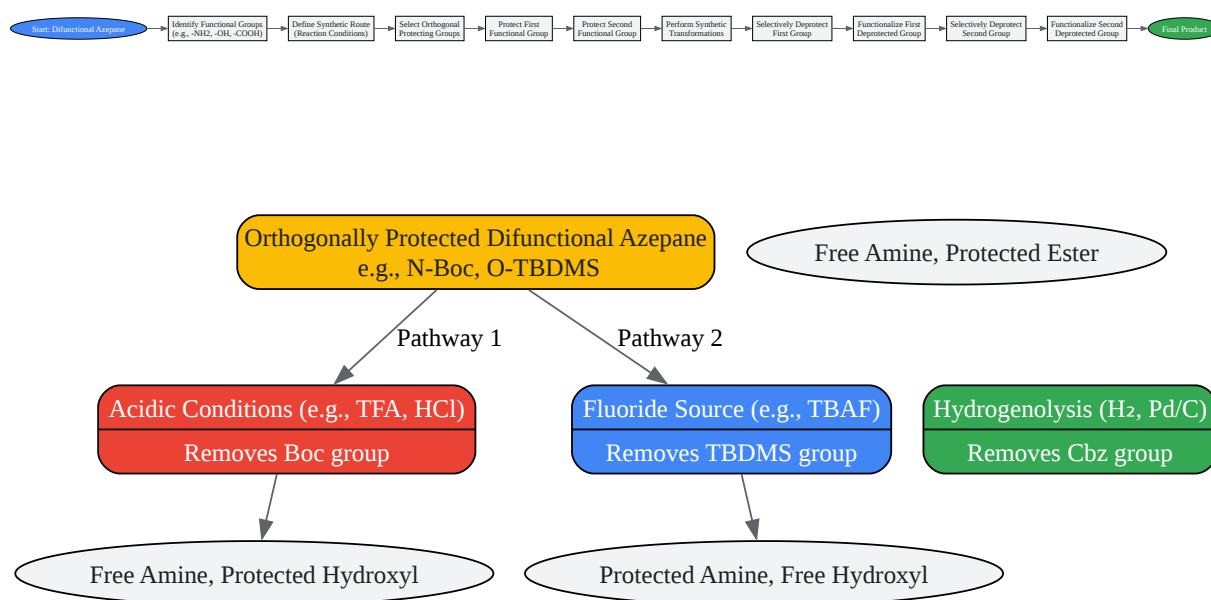 Start: Difunctional Azepane
Identify Functional Groups
(e.g., -NH2, -OH, -COOH)
Define Synthetic Route
(Reaction Conditions)
Select Orthogonal
Protecting Groups
Protect First
Functional Group
Protect Second
Functional Group
Perform Synthetic
Transformations
Selectively Deprotect
First Group
Functionalize First
Deprotected Group
Selectively Deprotect
Second Group
Functionalize Second
Deprotected Group
Final Product
Orthogonally Protected Difunctional Azepane
e.g., N-Boc, O-TBDMS
Free Amine, Protected Ester
Pathway 1
Pathway 2
Acidic Conditions (e.g., TFA, HCl)
Removes Boc group
Fluoride Source (e.g., TBAF)
Removes TBDMS group
Hydrogenolysis (H₂, Pd/C)
Removes Cbz group
Free Amine, Protected Hydroxyl
Protected Amine, Free Hydroxyl